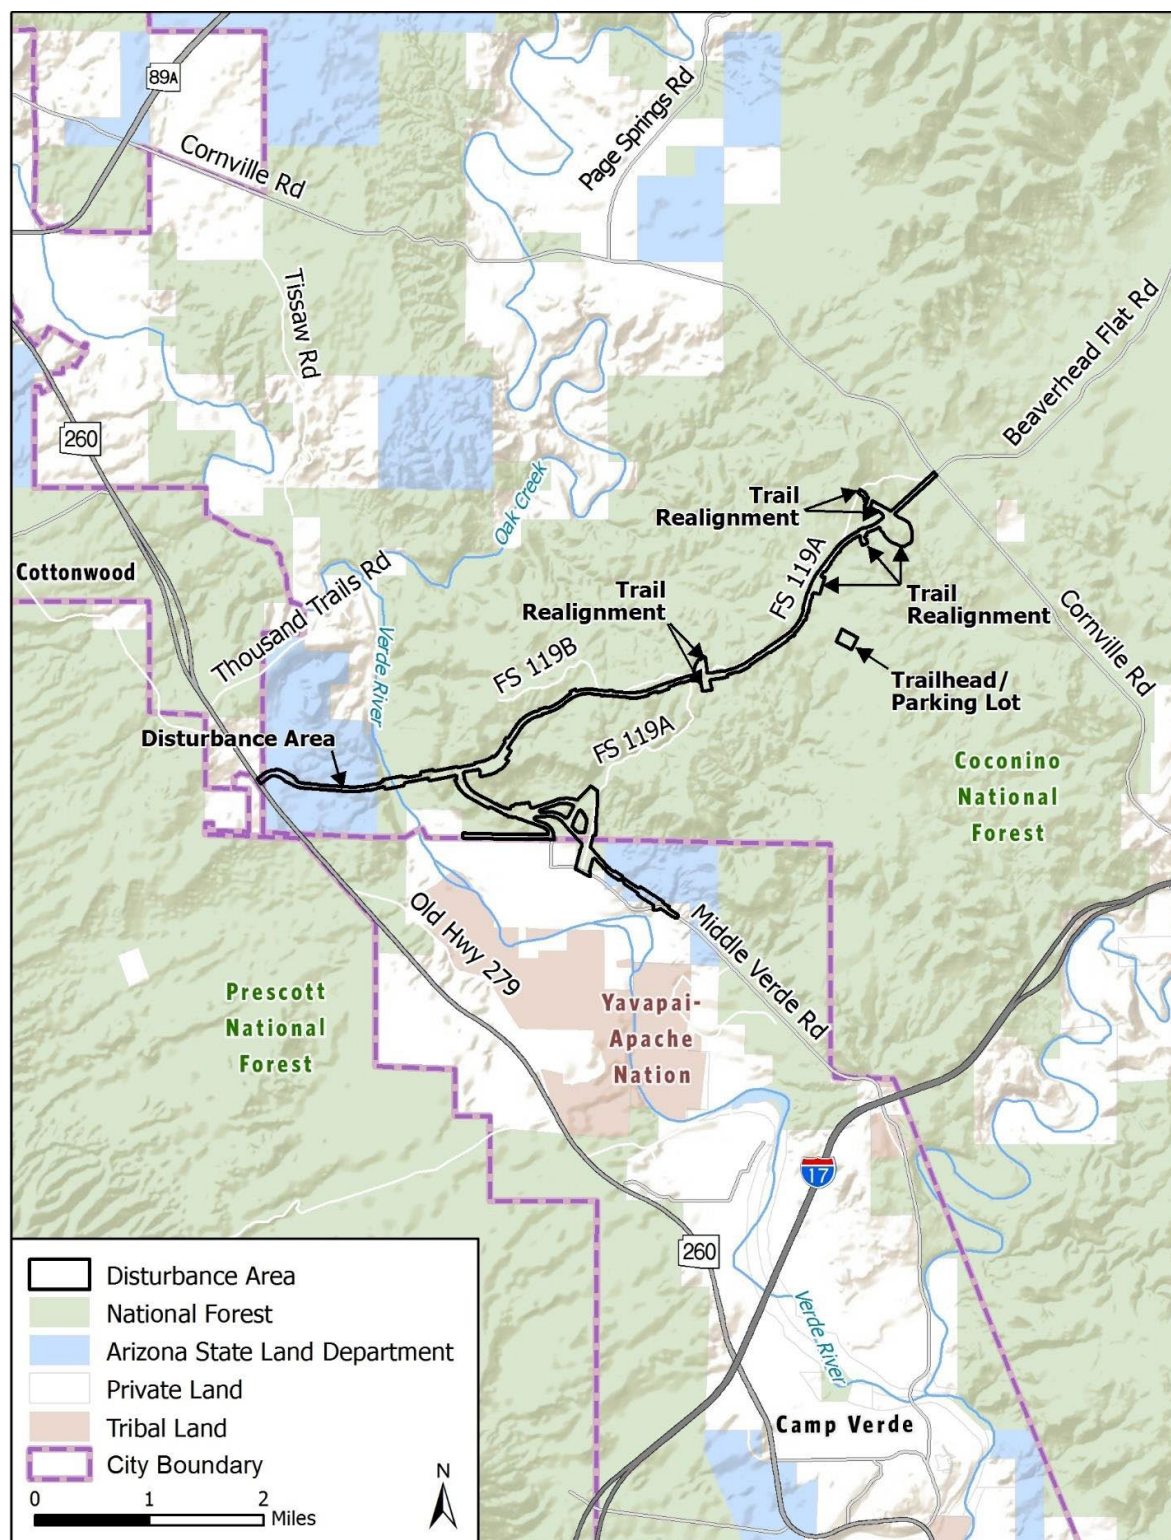 89A
Cornville Rd
Page Springs Rd
Tissaw Rd
Beaverhead Flat Rd
260
Oak Creek
Trail
Realignment
Cottonwood
Thousand Trails Rd
FS 119A
Trail
Realignment
Trail
Realignment
Cornville Rd
Verde River
FS 119B
Trailhead/
Parking Lot
FS 119A
Disturbance Area
Coconino
National
Forest
Old Hwy 279
Middle Verde Rd
Prescott
National
Forest
Yavapai-
Apache
Nation
17
260
Verde River
Camp Verde
Disturbance Area
National Forest
Arizona State Land Department
Private Land
Tribal Land
City Boundary
0 1 2
Miles
N